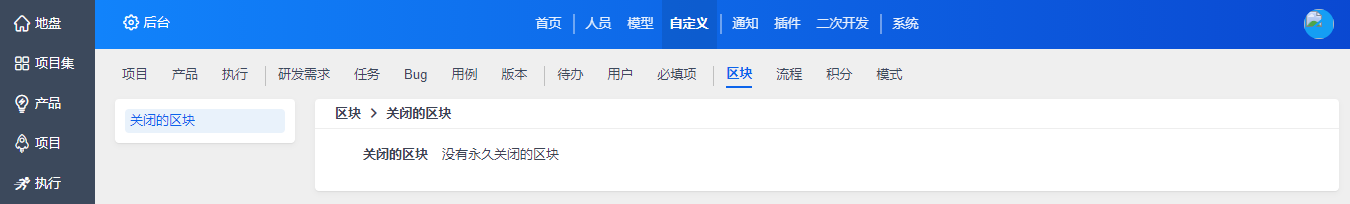 地盘
项目集
产品
项目
执行
后台
首页 人员 模型 自定义 通知 插件 二次开发 系统
项目 产品 执行 研发需求 任务 Bug 用例 版本 待办 用户 必填项 区块 流程 积分 模式
关闭的区块
区块 > 关闭的区块
关闭的区块 没有永久关闭的区块